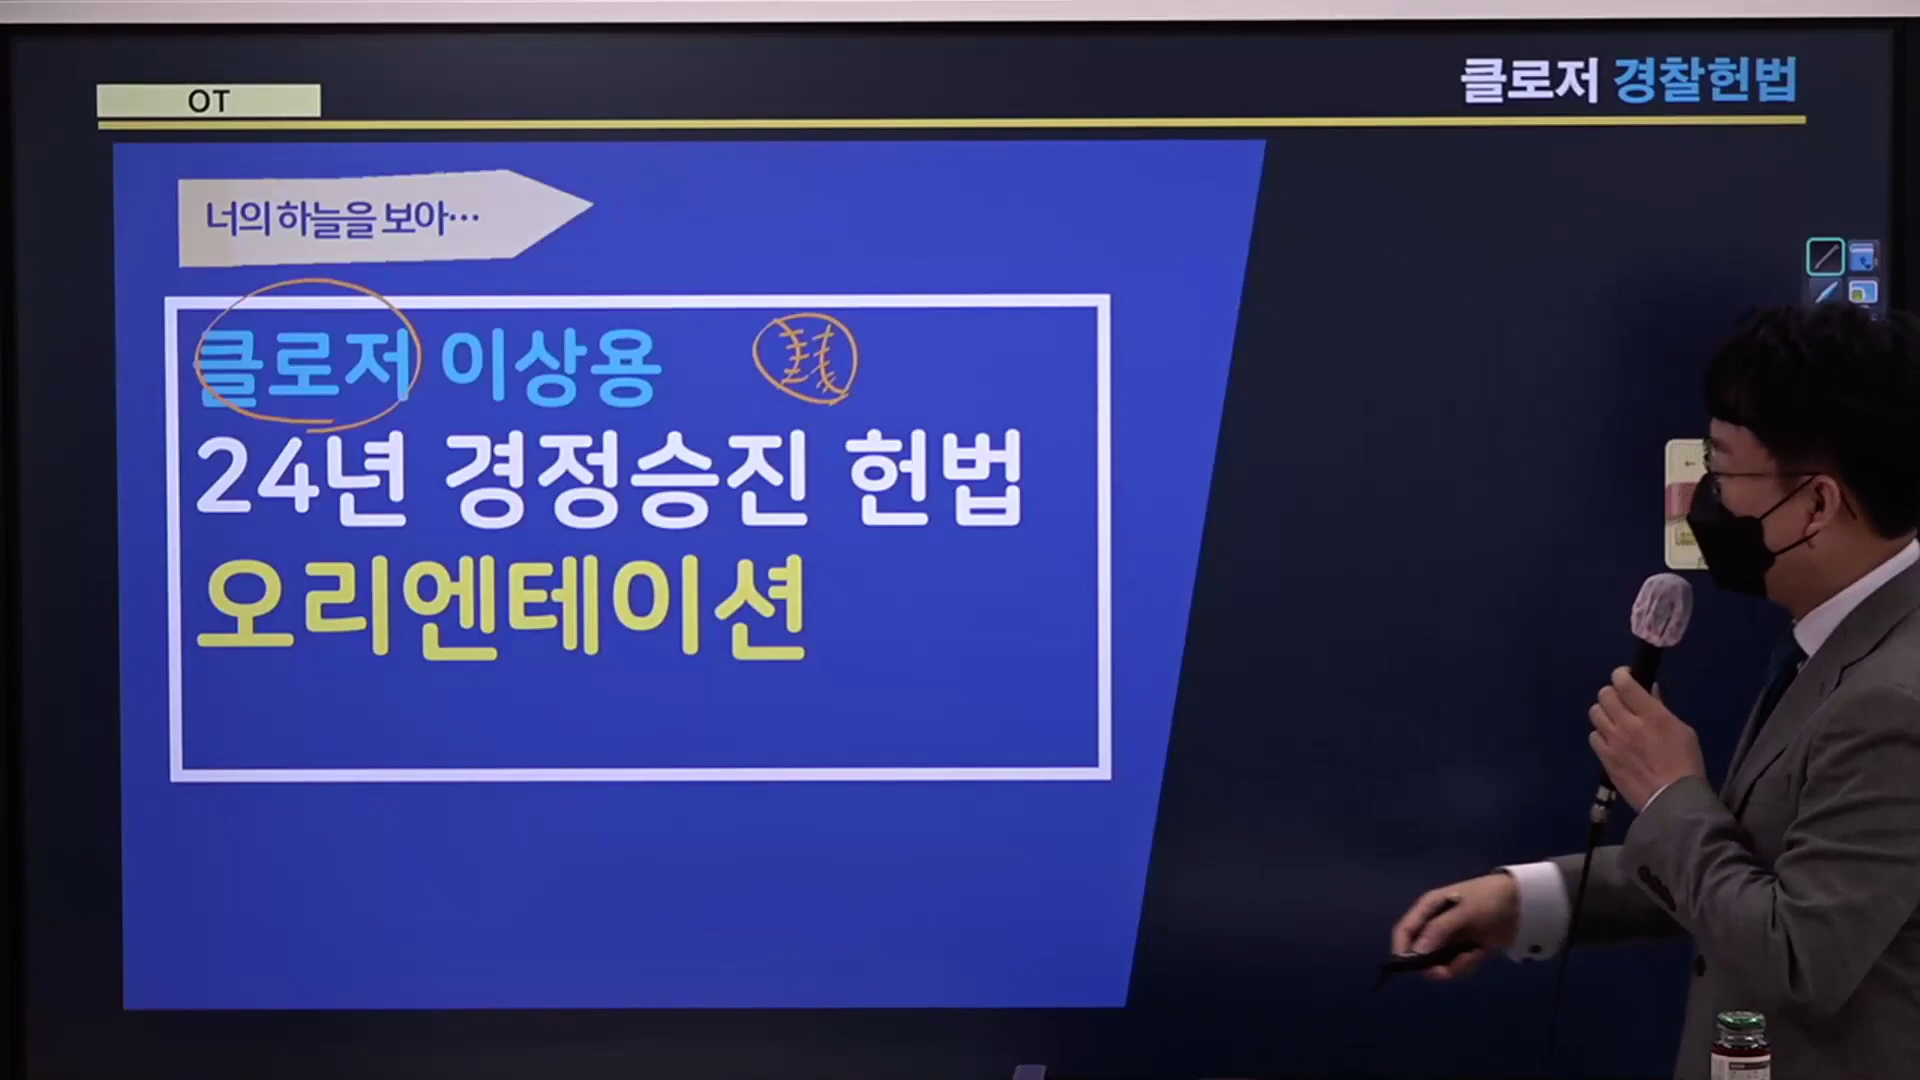 OT
클로저 경찰헌법
너의 하늘을 보아…
클로저 이상용
24년 경정승진 헌법
오리엔테이션